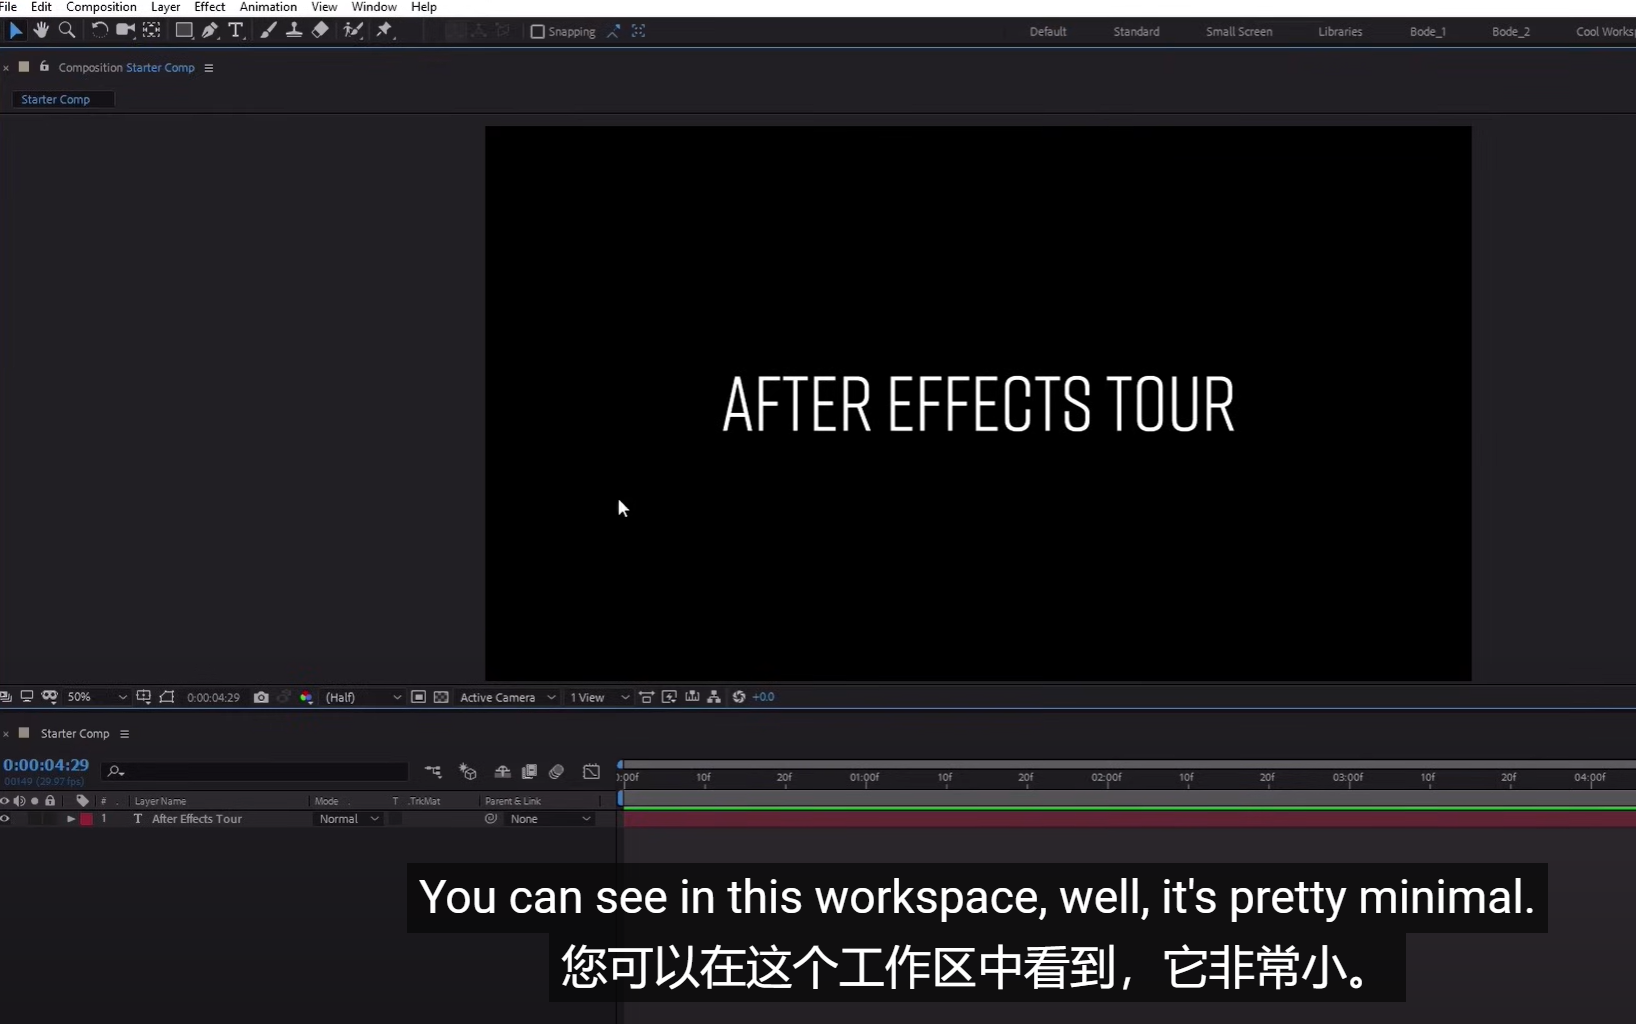 File Edit Composition Layer Effect Animation View Window Help
Snapping Default Standard Small Screen Libraries Bode_1 Bode_2 Cool Works
Composition Starter Comp
Starter Comp
AFTER EFFECTS TOUR
50% 0:00:04:29 (Half) Active Camera 1 View +0.0
Starter Comp
0:00:04:29
00149 (29.97 fps)
:00f 10f 20f 01:00f 10f 20f 02:00f 10f 20f 03:00f 10f 20f 04:00f
# . Layer Name Mode T .TrkMat Parent & Link
1 T After Effects Tour Normal None
You can see in this workspace, well, it's pretty minimal.
您可以在这个工作区中看到，它非常小。